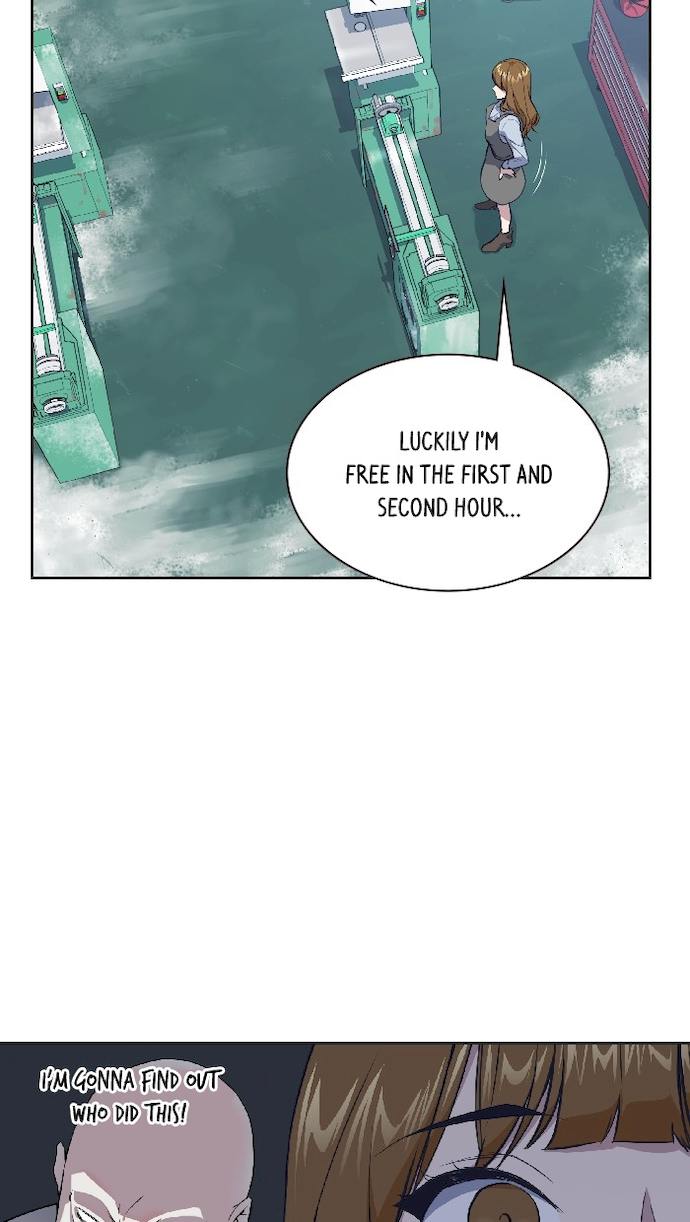 LUCKILY I'M
FREE IN THE FIRST AND
SECOND HOUR...
I'M GONNA FIND OUT
WHO DID THIS!